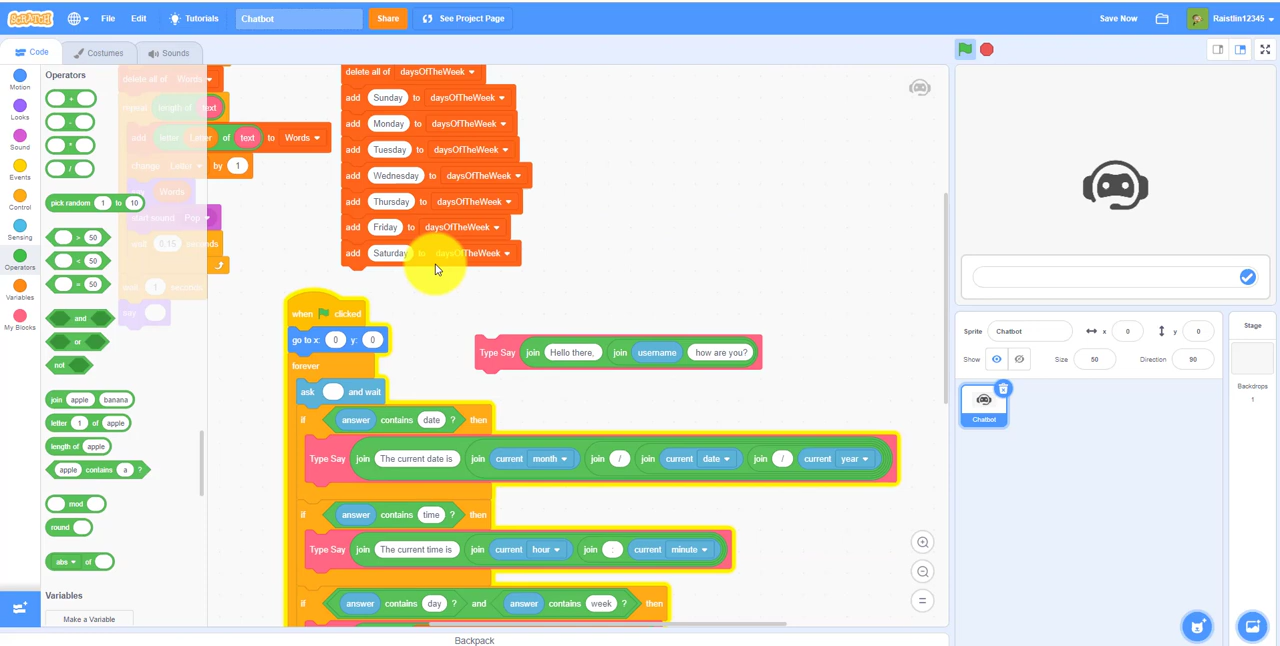 SCRATCH File Edit Tutorials Chatbot Share See Project Page Save Now Raistlin12345
Code Costumes Sounds
Motion
Looks
Sound
Events
Control
Sensing
Operators
Variables
My Blocks
Operators
+
-
*
/
pick random 1 to 10
> 50
< 50
= 50
and
or
not
join apple banana
letter 1 of apple
length of apple
apple contains a ?
mod
round
abs of
Variables
Make a Variable
delete all of Words
repeat length of text
add letter Letter of text to Words
change Letter by 1
Words
start sound Pop
wait 0.15 seconds
wait 1 seconds
say
delete all of daysOfTheWeek
add Sunday to daysOfTheWeek
add Monday to daysOfTheWeek
add Tuesday to daysOfTheWeek
add Wednesday to daysOfTheWeek
add Thursday to daysOfTheWeek
add Friday to daysOfTheWeek
add Saturday to daysOfTheWeek
when clicked
go to x: 0 y: 0
forever
ask and wait
if answer contains date ? then
Type Say join The current date is join current month join / join current date join / current year
if answer contains time ? then
Type Say join The current time is join current hour join : current minute
if answer contains day ? and answer contains week ? then
Type Say join Hello there, join username how are you?
Backpack
Sprite Chatbot x 0 y 0
Show Size 50 Direction 90
Chatbot
Stage
Backdrops
1